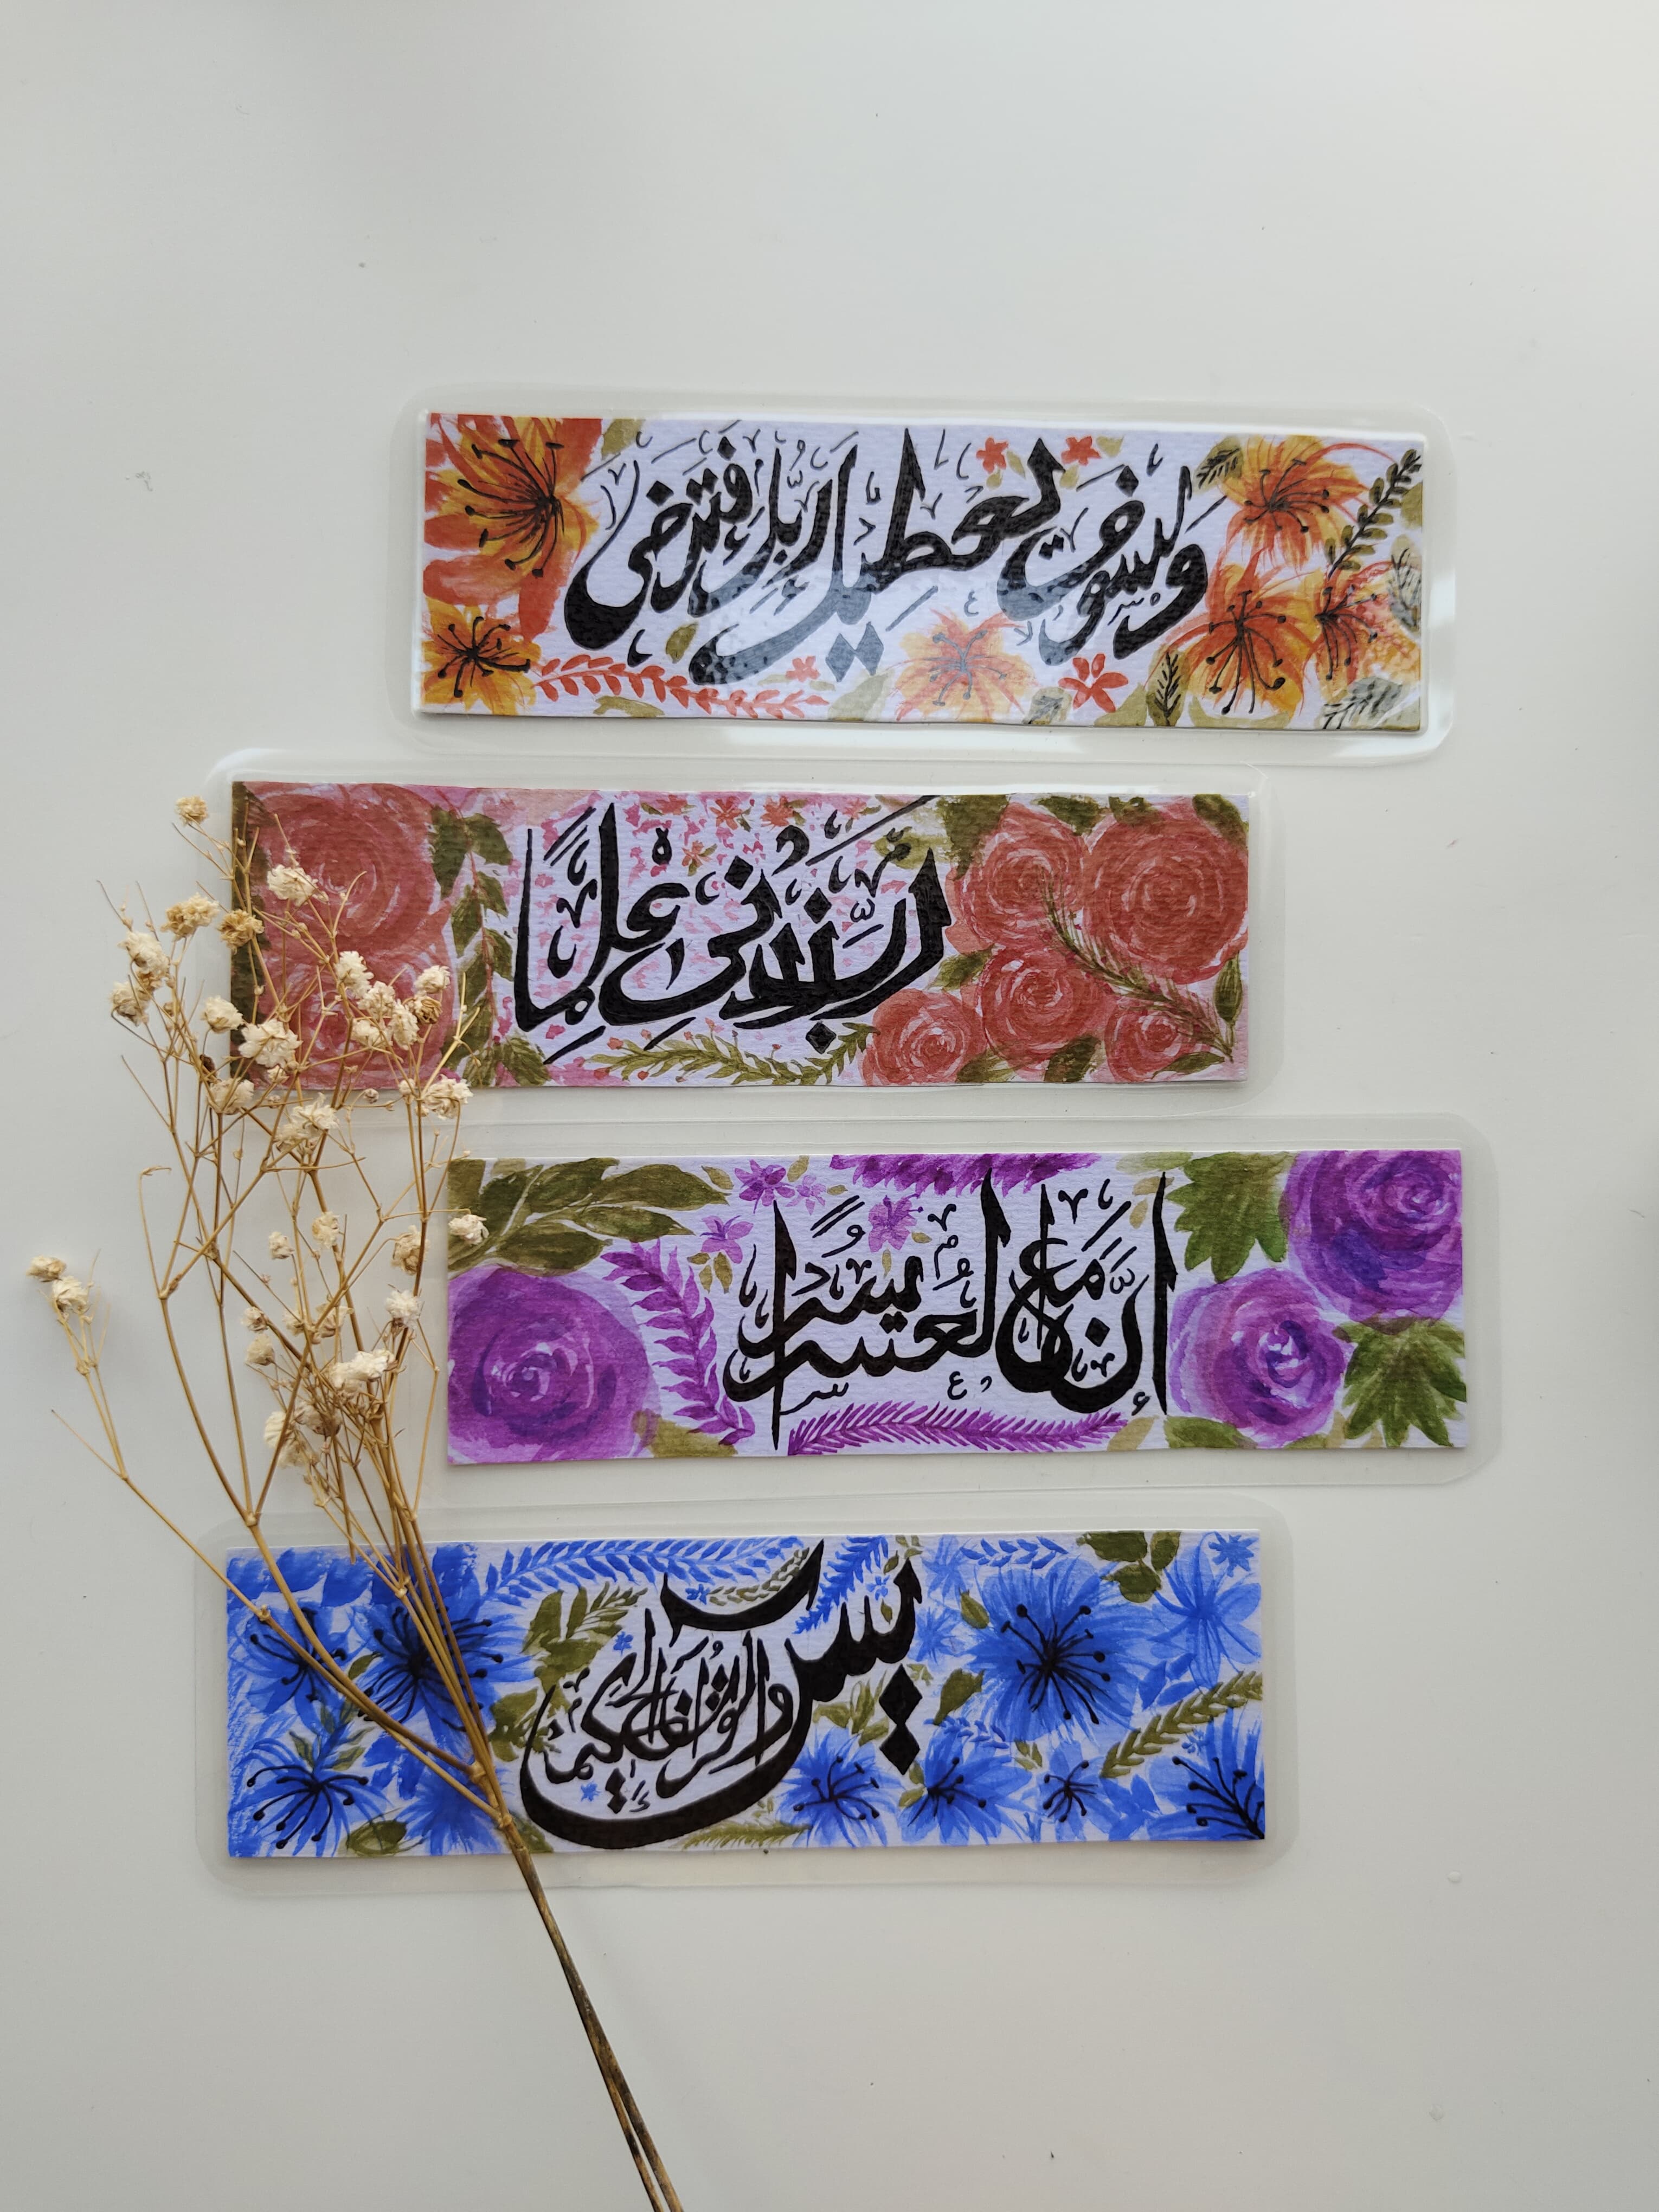 ولسوف يعطيك ربك فترضى
رب زدني علما
إن مع العسر يسرا
يس والقرآن الحكيم